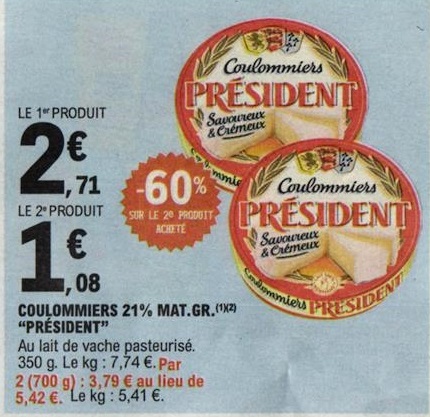 LE 1er PRODUIT
2€,71
LE 2e PRODUIT
1€,08
-60%
SUR LE 2e PRODUIT
ACHETÉ
Coulommiers
PRÉSIDENT
Savoureux
& Crémeux
Coulommiers
PRÉSIDENT
Savoureux
& Crémeux
Coulommiers PRÉSIDENT
COULOMMIERS 21% MAT.GR.(1)(2)
“PRÉSIDENT”
Au lait de vache pasteurisé.
350 g. Le kg : 7,74 €. Par
2 (700 g) : 3,79 € au lieu de
5,42 €. Le kg : 5,41 €.